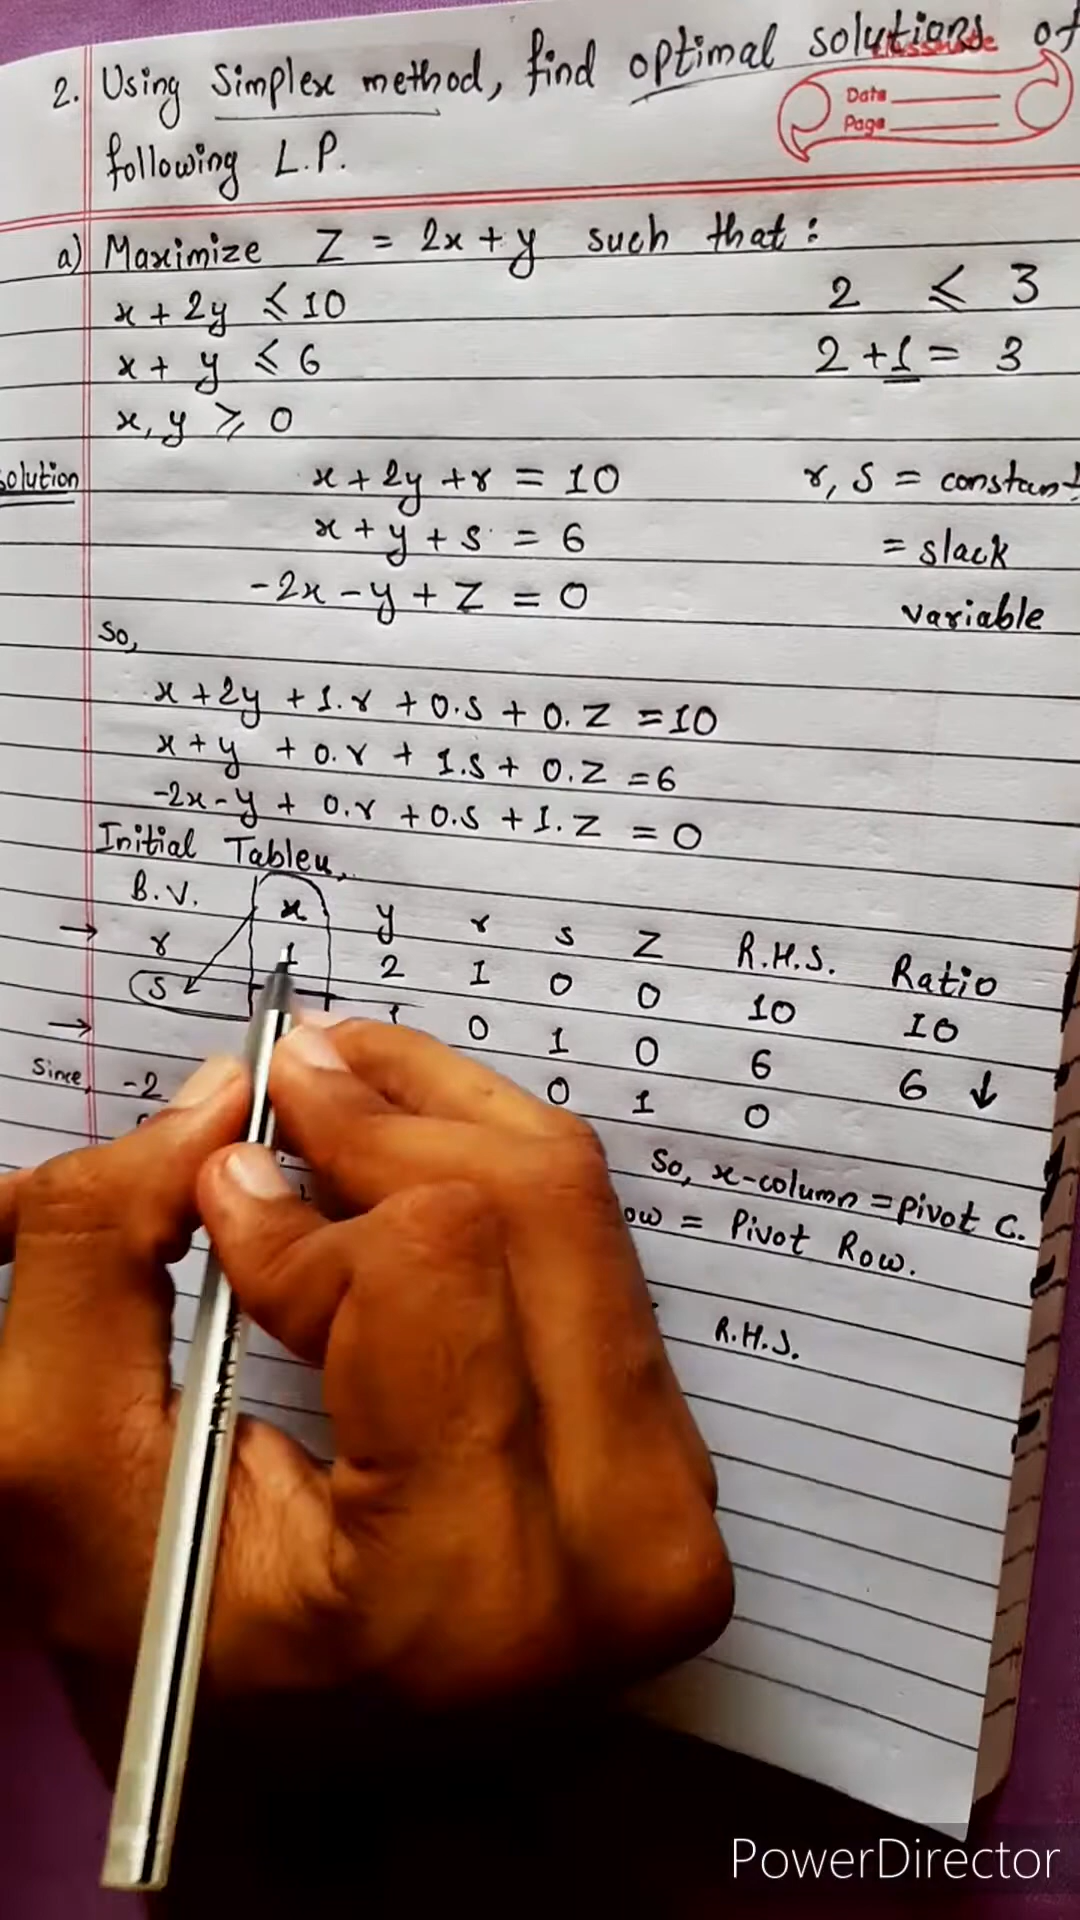 2. Using Simplex method, find optimal solutions of
Date
Page
following L.P.
a) Maximize Z = 2x + y such that :
x + 2y ≤ 10
2 ≤ 3
x + y ≤ 6
2 + 1 = 3
x, y ≥ 0
x + 2y + r = 10
r, s = constant
x + y + s = 6
= slack
-2x - y + Z = 0
variable
So,
x + 2y + 1.r + 0.s + 0.Z = 10
x + y + 0.r + 1.s + 0.Z = 6
-2x - y + 0.r + 0.s + 1.Z = 0
Initial Tableu,
B.V. x y r s Z R.H.S. Ratio
r 1 2 1 0 0 10 10
s 1 0 1 0 6 6 ↓
0 1 0
Since, -2
So, x-column = pivot C.
= Pivot Row.
R.H.S.
PowerDirector